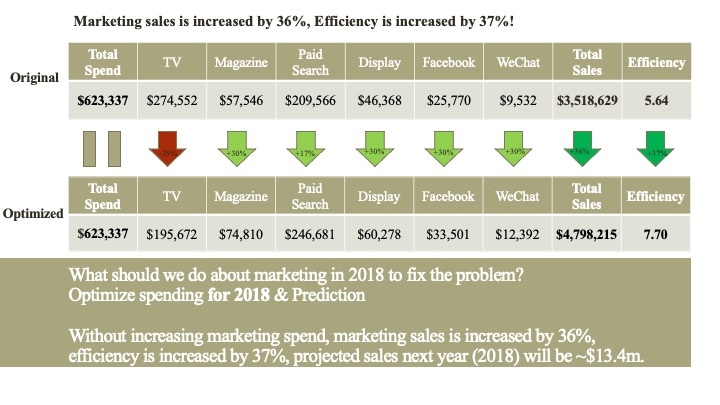 Marketing sales is increased by 36%, Efficiency is increased by 37%!
Original
Total Spend TV Magazine Paid Search Display Facebook WeChat Total Sales Efficiency
$623,337 $274,552 $57,546 $209,566 $46,368 $25,770 $9,532 $3,518,629 5.64
-29% +30% +17% +30% +30% +30% +36% +37%
Optimized
Total Spend TV Magazine Paid Search Display Facebook WeChat Total Sales Efficiency
$623,337 $195,672 $74,810 $246,681 $60,278 $33,501 $12,392 $4,798,215 7.70
What should we do about marketing in 2018 to fix the problem?
Optimize spending for 2018 & Prediction
Without increasing marketing spend, marketing sales is increased by 36%,
efficiency is increased by 37%, projected sales next year (2018) will be ~$13.4m.